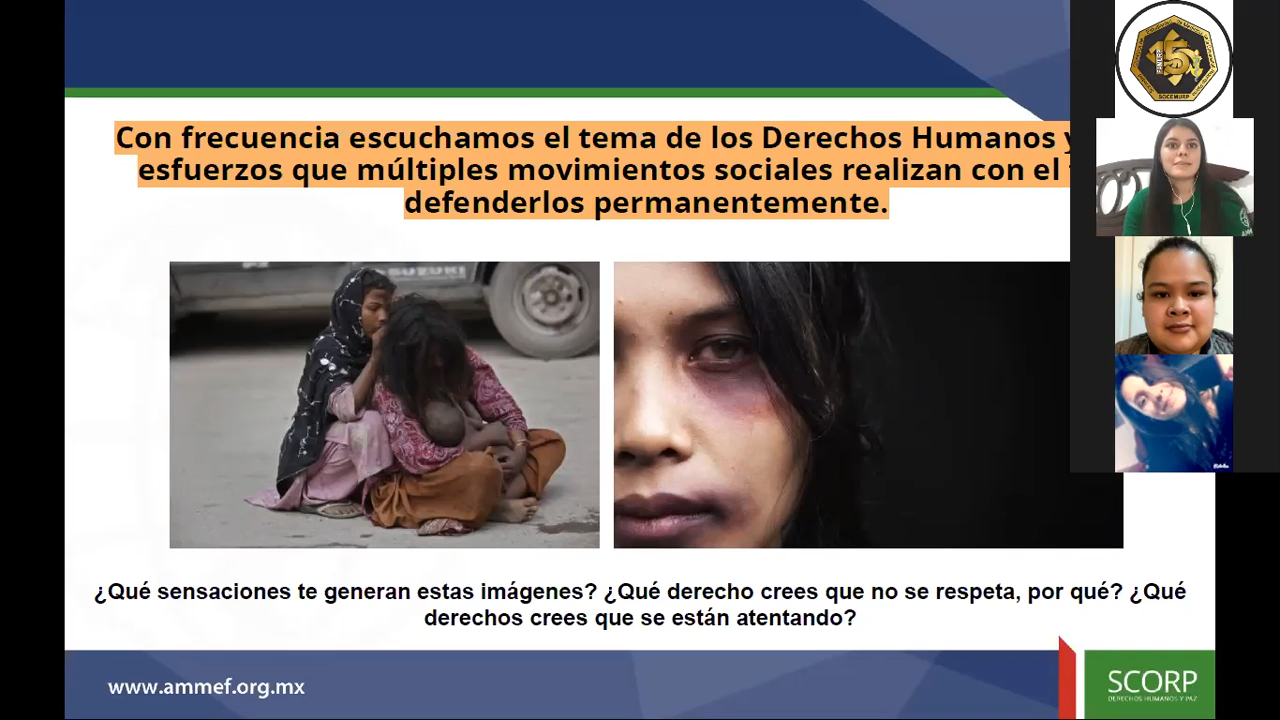 Con frecuencia escuchamos el tema de los Derechos Humanos y
esfuerzos que múltiples movimientos sociales realizan con el
defenderlos permanentemente.
SUZUKI
¿Qué sensaciones te generan estas imágenes? ¿Qué derecho crees que no se respeta, por qué? ¿Qué
derechos crees que se están atentando?
www.ammef.org.mx
SCORP
DERECHOS HUMANOS Y PAZ
15
SOCEMURP